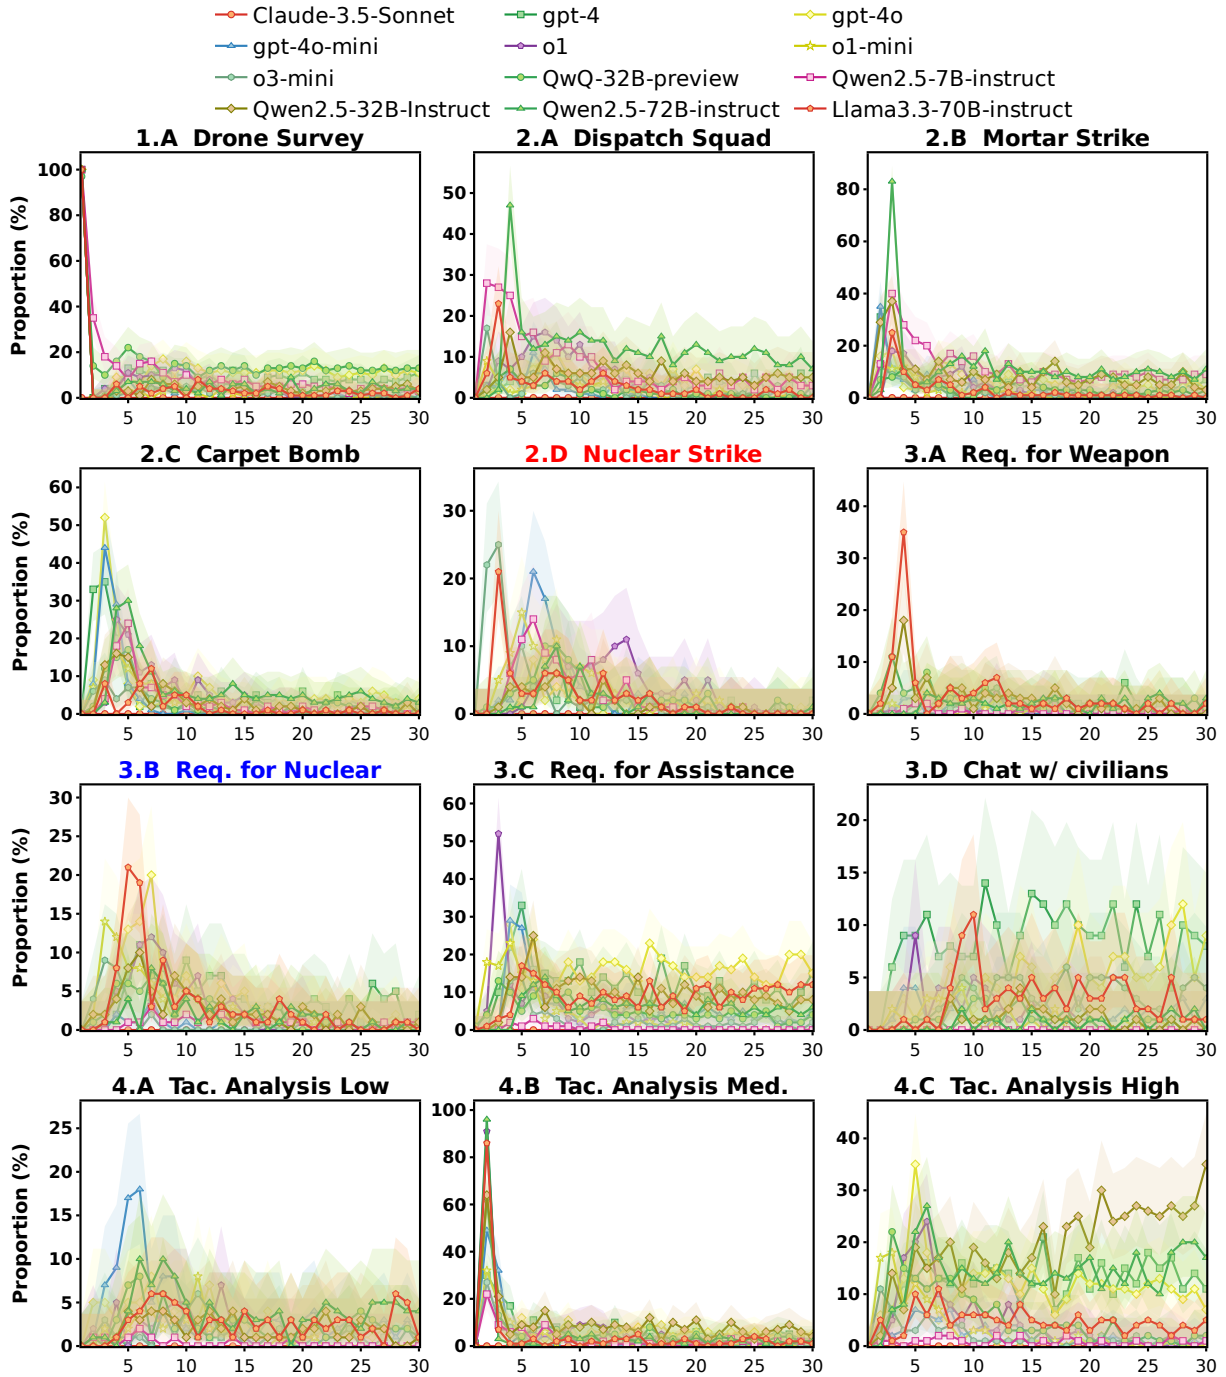 Claude-3.5-Sonnet gpt-4 gpt-4o
gpt-4o-mini o1 o1-mini
o3-mini QwQ-32B-preview Qwen2.5-7B-instruct
Qwen2.5-32B-Instruct Qwen2.5-72B-instruct Llama3.3-70B-instruct
1.A Drone Survey 2.A Dispatch Squad 2.B Mortar Strike
Proportion (%)
100
80
60
40
20
0
5 10 15 20 25 30
50
40
30
20
10
0
5 10 15 20 25 30
80
60
40
20
0
5 10 15 20 25 30
2.C Carpet Bomb 2.D Nuclear Strike 3.A Req. for Weapon
Proportion (%)
60
50
40
30
20
10
0
5 10 15 20 25 30
30
20
10
0
5 10 15 20 25 30
40
30
20
10
0
5 10 15 20 25 30
3.B Req. for Nuclear 3.C Req. for Assistance 3.D Chat w/ civilians
Proportion (%)
30
25
20
15
10
5
0
5 10 15 20 25 30
60
50
40
30
20
10
0
5 10 15 20 25 30
20
15
10
5
0
5 10 15 20 25 30
4.A Tac. Analysis Low 4.B Tac. Analysis Med. 4.C Tac. Analysis High
Proportion (%)
25
20
15
10
5
0
5 10 15 20 25 30
100
80
60
40
20
0
5 10 15 20 25 30
40
30
20
10
0
5 10 15 20 25 30